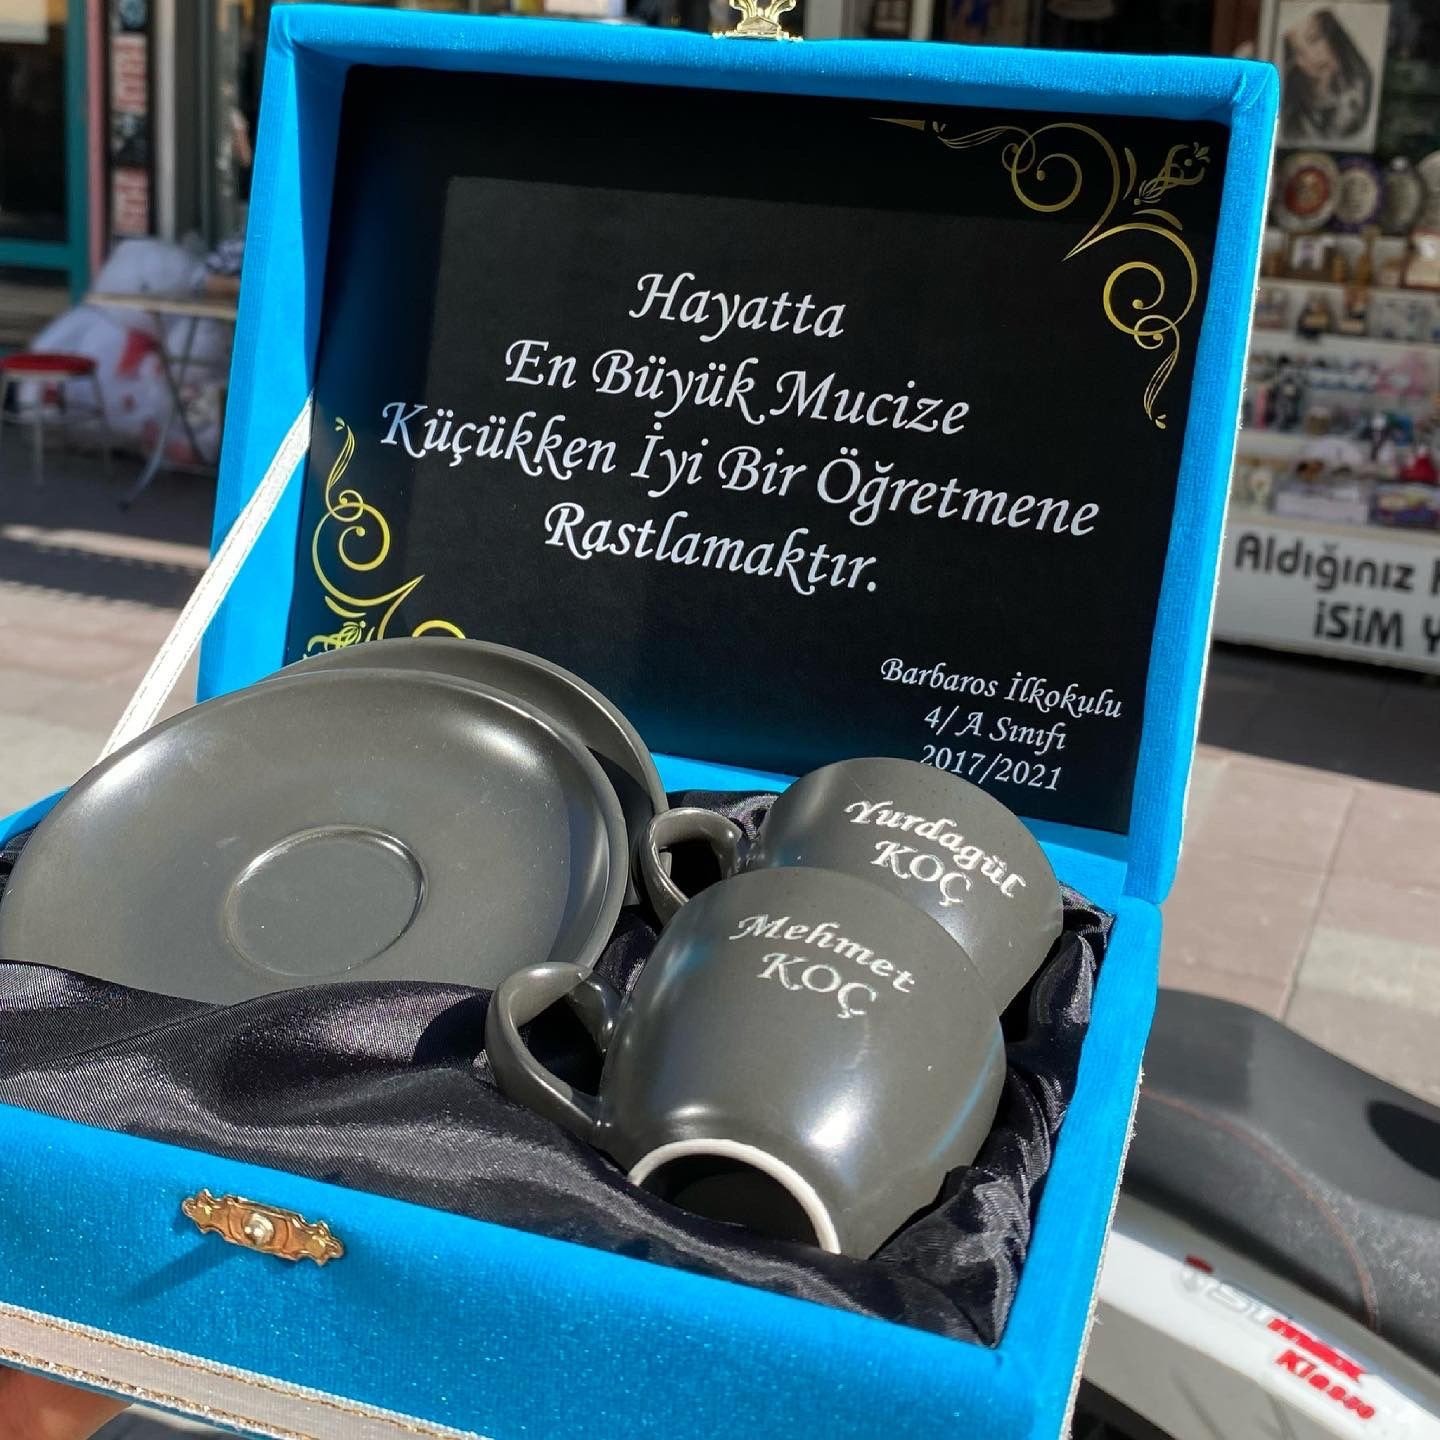 Hayatta
En Büyük Mucize
Küçükken İyi Bir Öğretmene
Rastlamaktır.
Barbaros İlkokulu
4/ A Sınıfı
2017/2021
Yurdagül
KOÇ
Mehmet
KOÇ
Aldığınız
İSİM